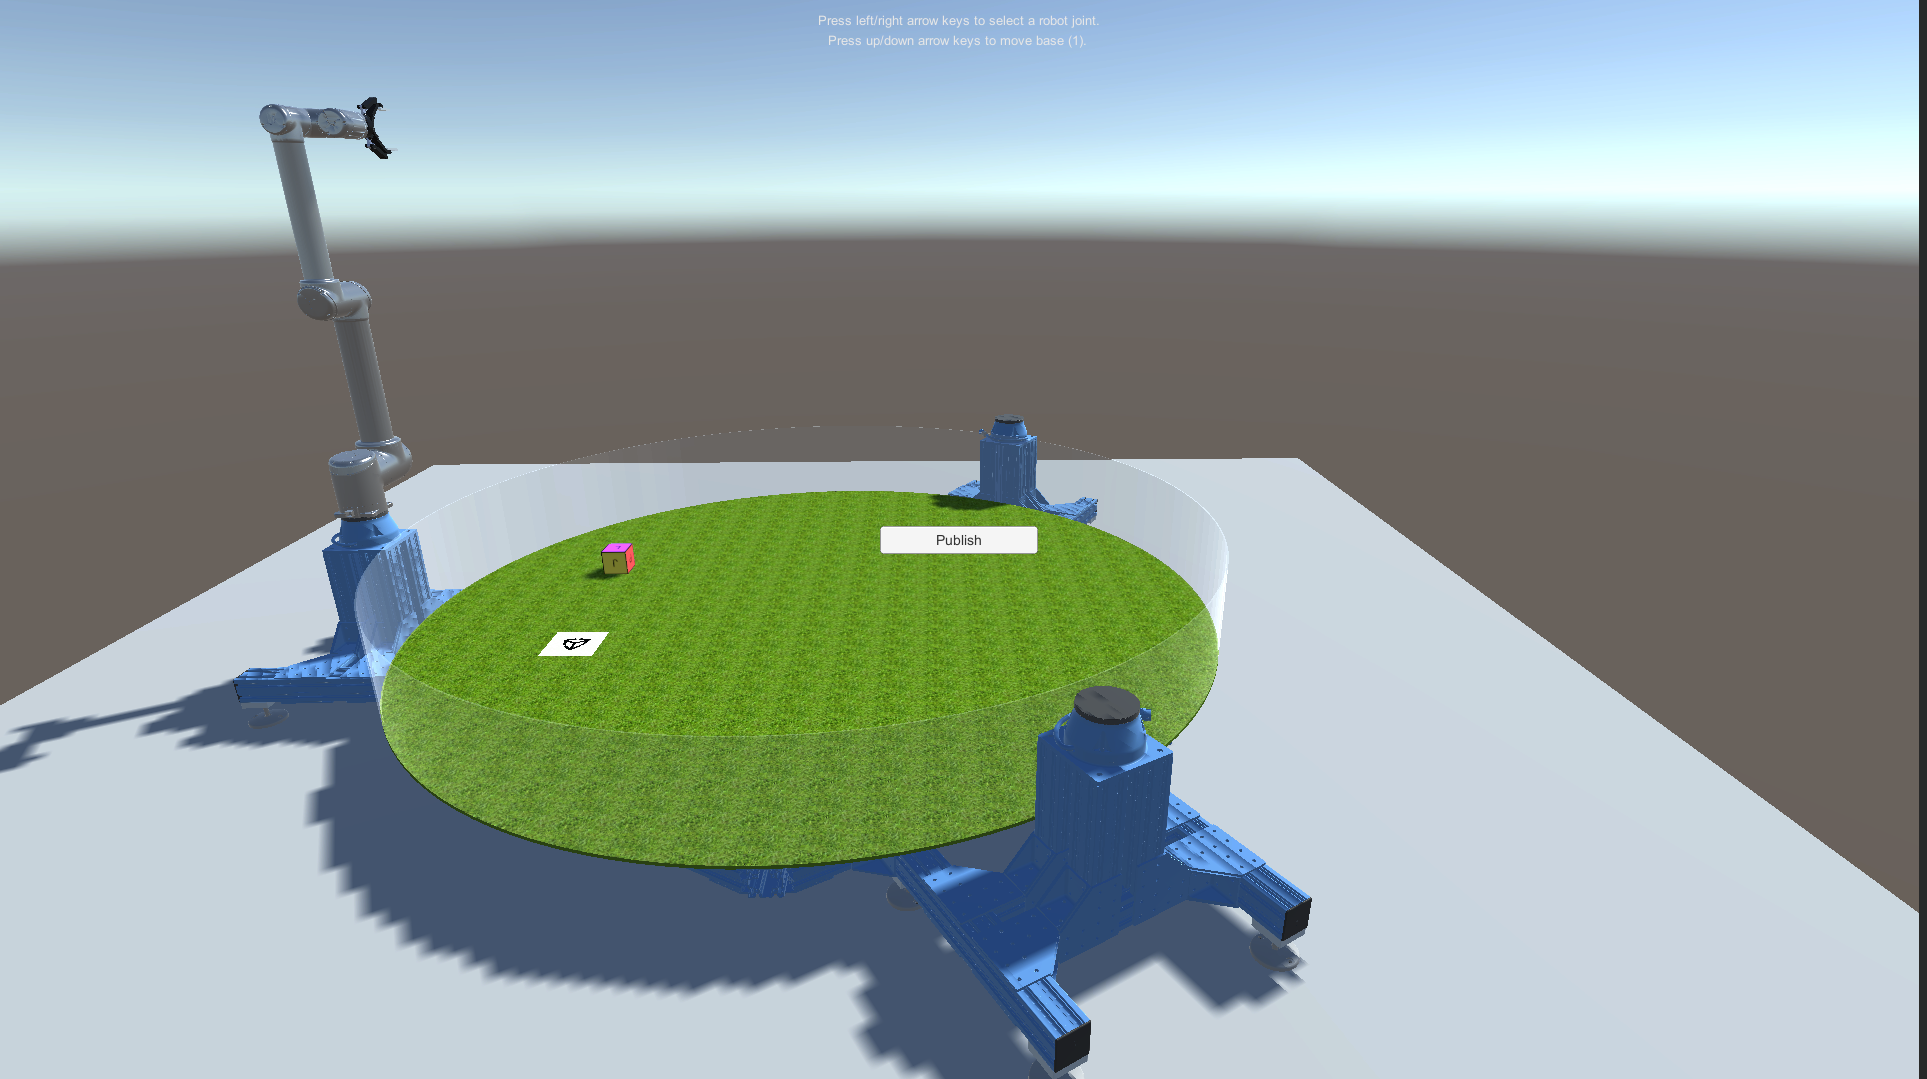 Press left/right arrow keys to select a robot joint.
Press up/down arrow keys to move base (1).
Publish